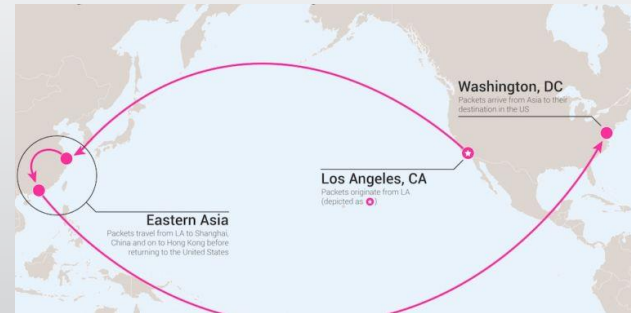 Washington, DC
Packets arrive from Asia to their
destination in the US
Los Angeles, CA
Packets originate from LA
(depicted as ✪)
Eastern Asia
Packets travel from LA to Shanghai,
China and on to Hong Kong before
returning to the United States